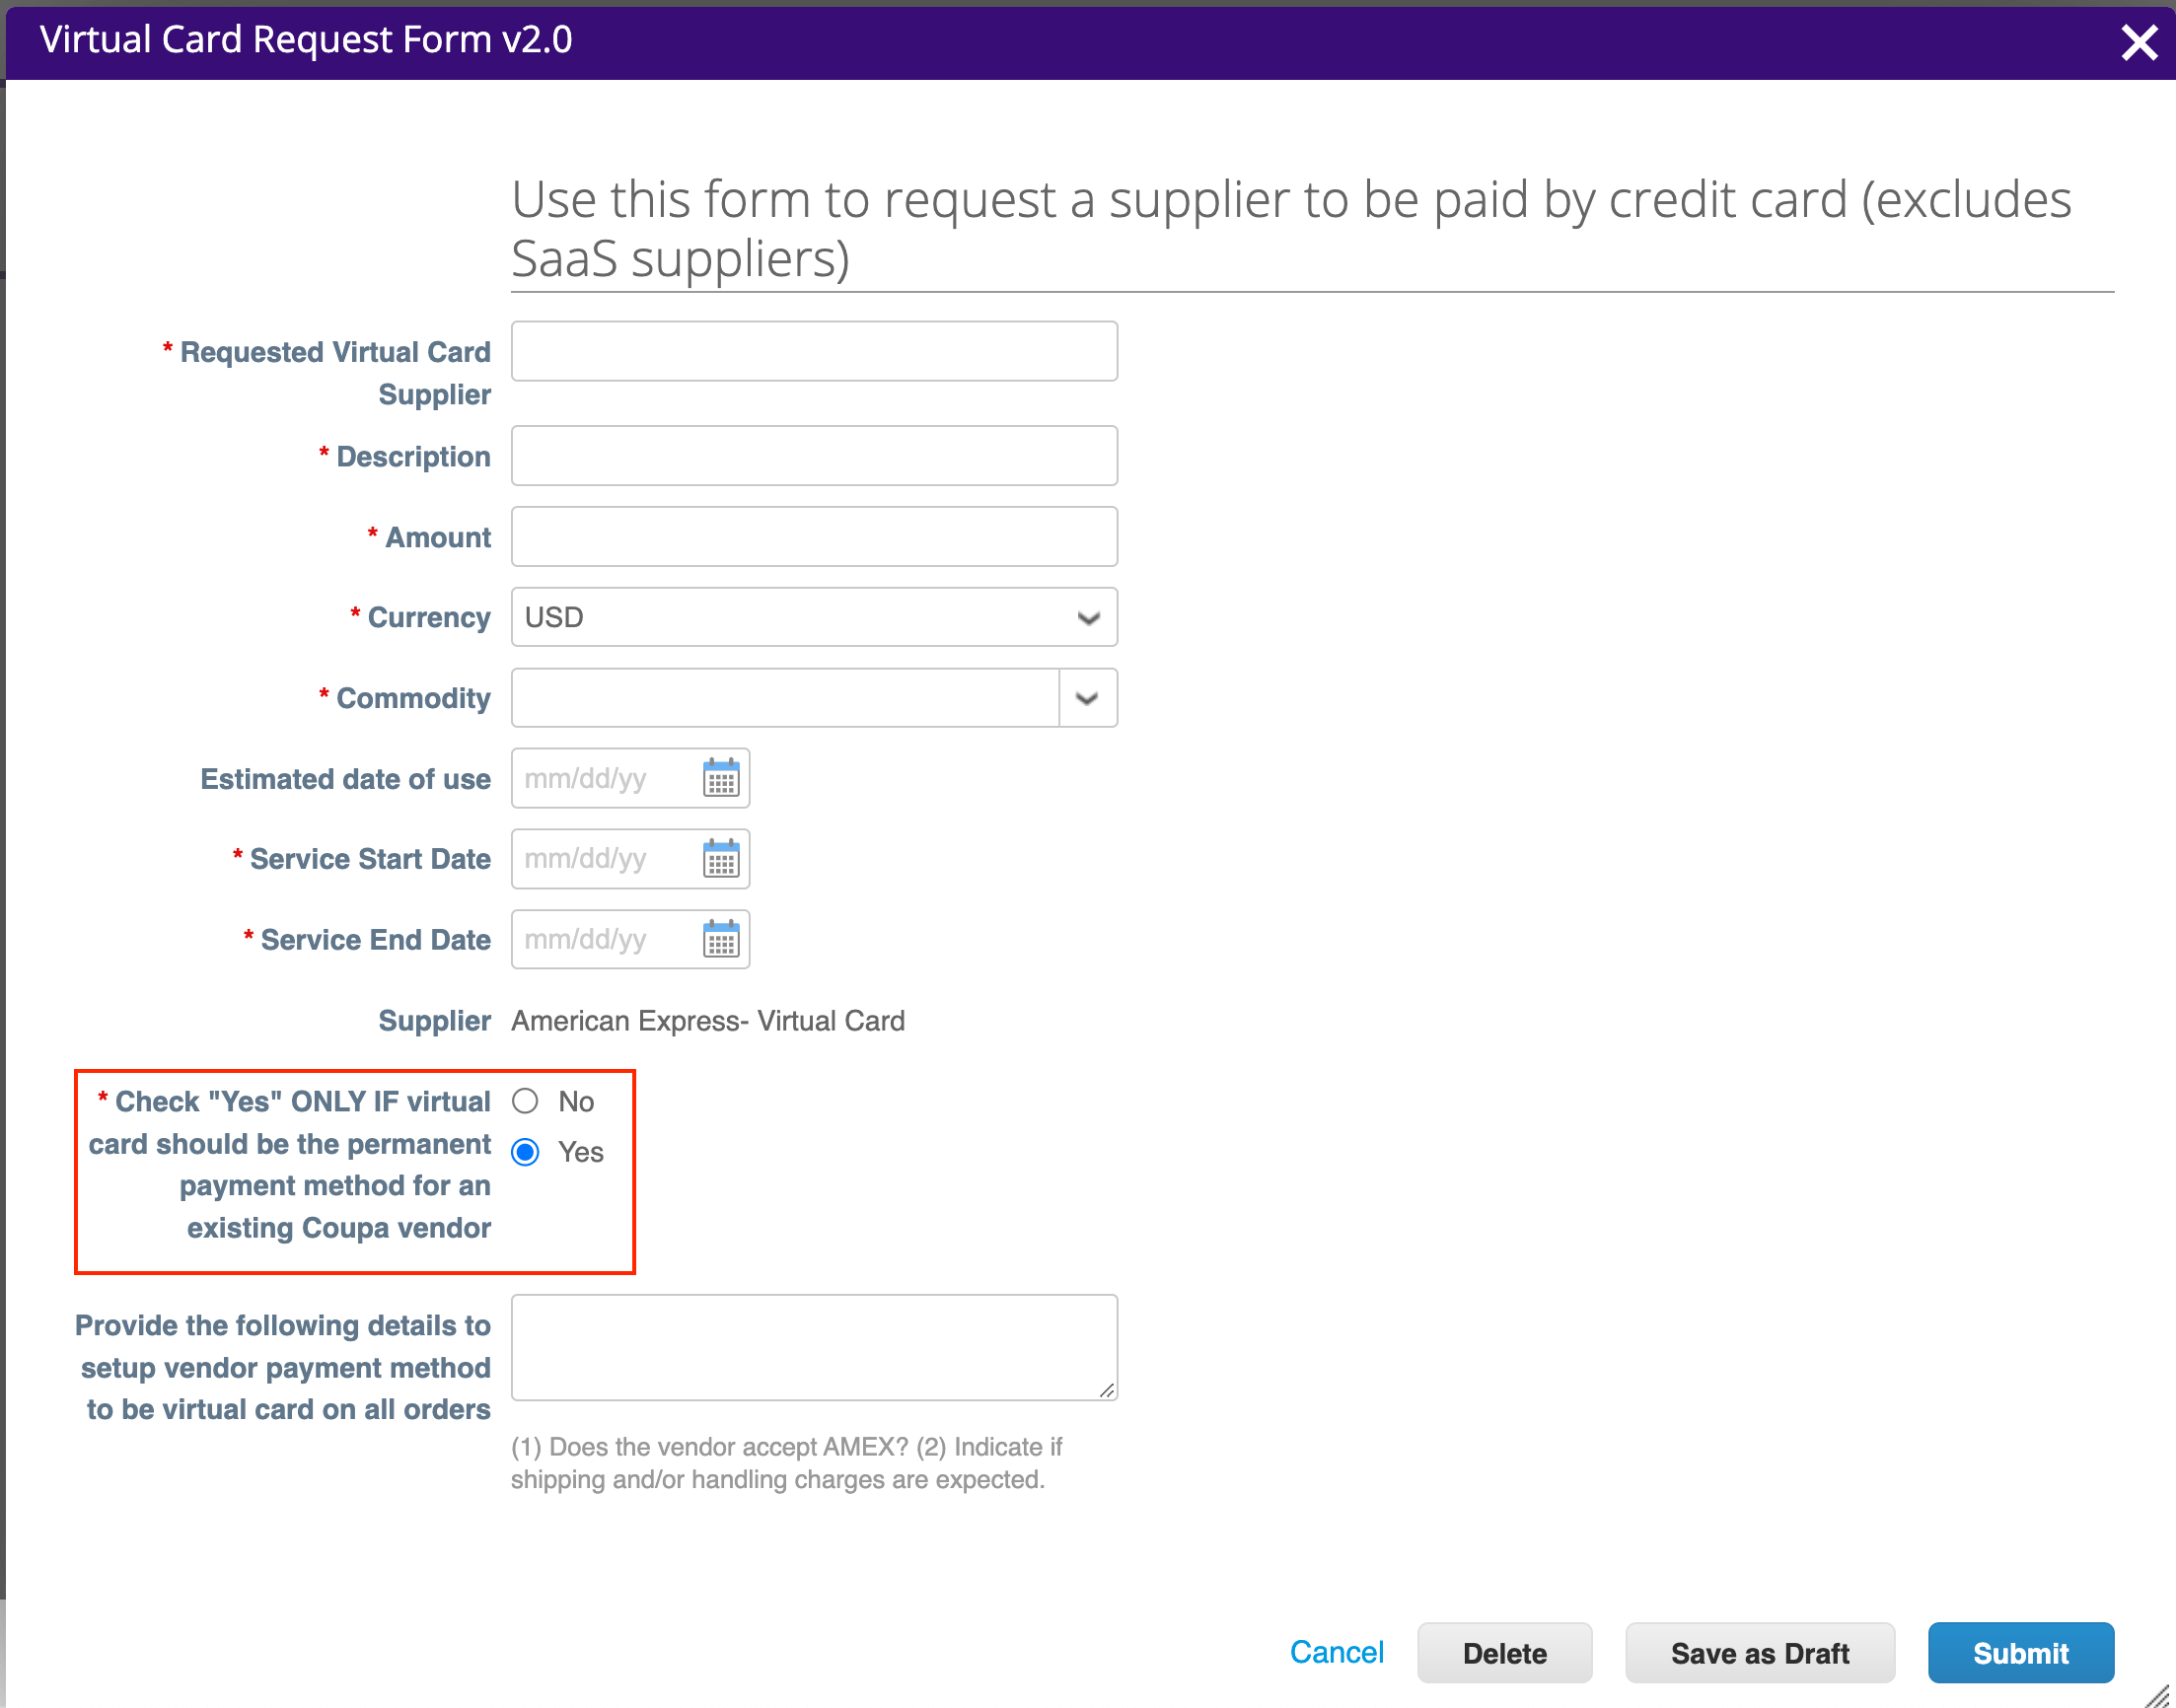 Virtual Card Request Form v2.0
Use this form to request a supplier to be paid by credit card (excludes
SaaS suppliers)
* Requested Virtual Card
Supplier
* Description
* Amount
* Currency
USD
* Commodity
Estimated date of use
mm/dd/yy
* Service Start Date
mm/dd/yy
* Service End Date
mm/dd/yy
Supplier
American Express- Virtual Card
* Check "Yes" ONLY IF virtual
card should be the permanent
payment method for an
existing Coupa vendor
No
Yes
Provide the following details to
setup vendor payment method
to be virtual card on all orders
(1) Does the vendor accept AMEX? (2) Indicate if
shipping and/or handling charges are expected.
Cancel
Delete
Save as Draft
Submit